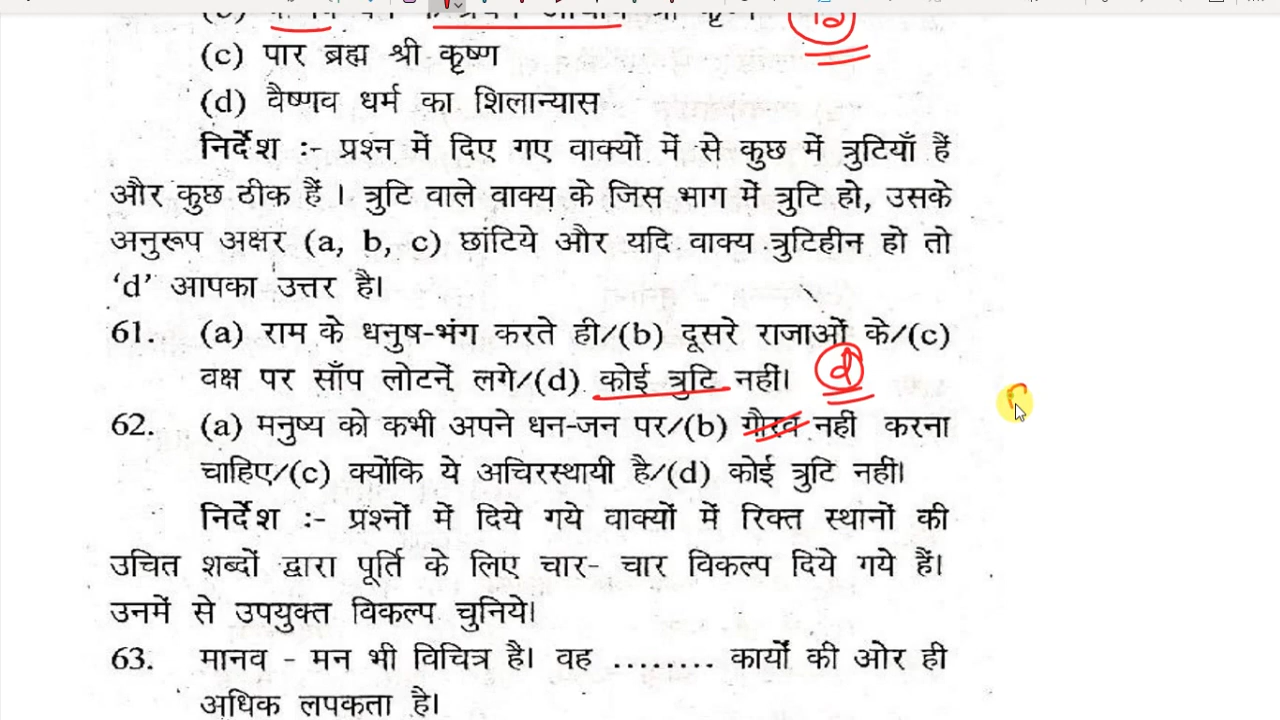 (c) पार ब्रह्म श्री कृष्ण
(d) वैष्णव धर्म का शिलान्यास
निर्देश :- प्रश्न में दिए गए वाक्यों में से कुछ में त्रुटियाँ हैं
और कुछ ठीक हैं । त्रुटि वाले वाक्य के जिस भाग में त्रुटि हो, उसके
अनुरूप अक्षर (a, b, c) छांटिये और यदि वाक्य त्रुटिहीन हो तो
‘d’ आपका उत्तर है।
61. (a) राम के धनुष-भंग करते ही/(b) दूसरे राजाओं के/(c)
वक्ष पर साँप लोटनें लगे/(d) कोई त्रुटि नहीं। d
62. (a) मनुष्य को कभी अपने धन-जन पर/(b) गौरव नहीं करना
चाहिए/(c) क्योंकि ये अचिरस्थायी है/(d) कोई त्रुटि नहीं।
निर्देश :- प्रश्नों में दिये गये वाक्यों में रिक्त स्थानों की
उचित शब्दों द्वारा पूर्ति के लिए चार- चार विकल्प दिये गये हैं।
उनमें से उपयुक्त विकल्प चुनिये।
63. मानव - मन भी विचित्र है। वह ........ कार्यों की ओर ही
अधिक लपकता है।